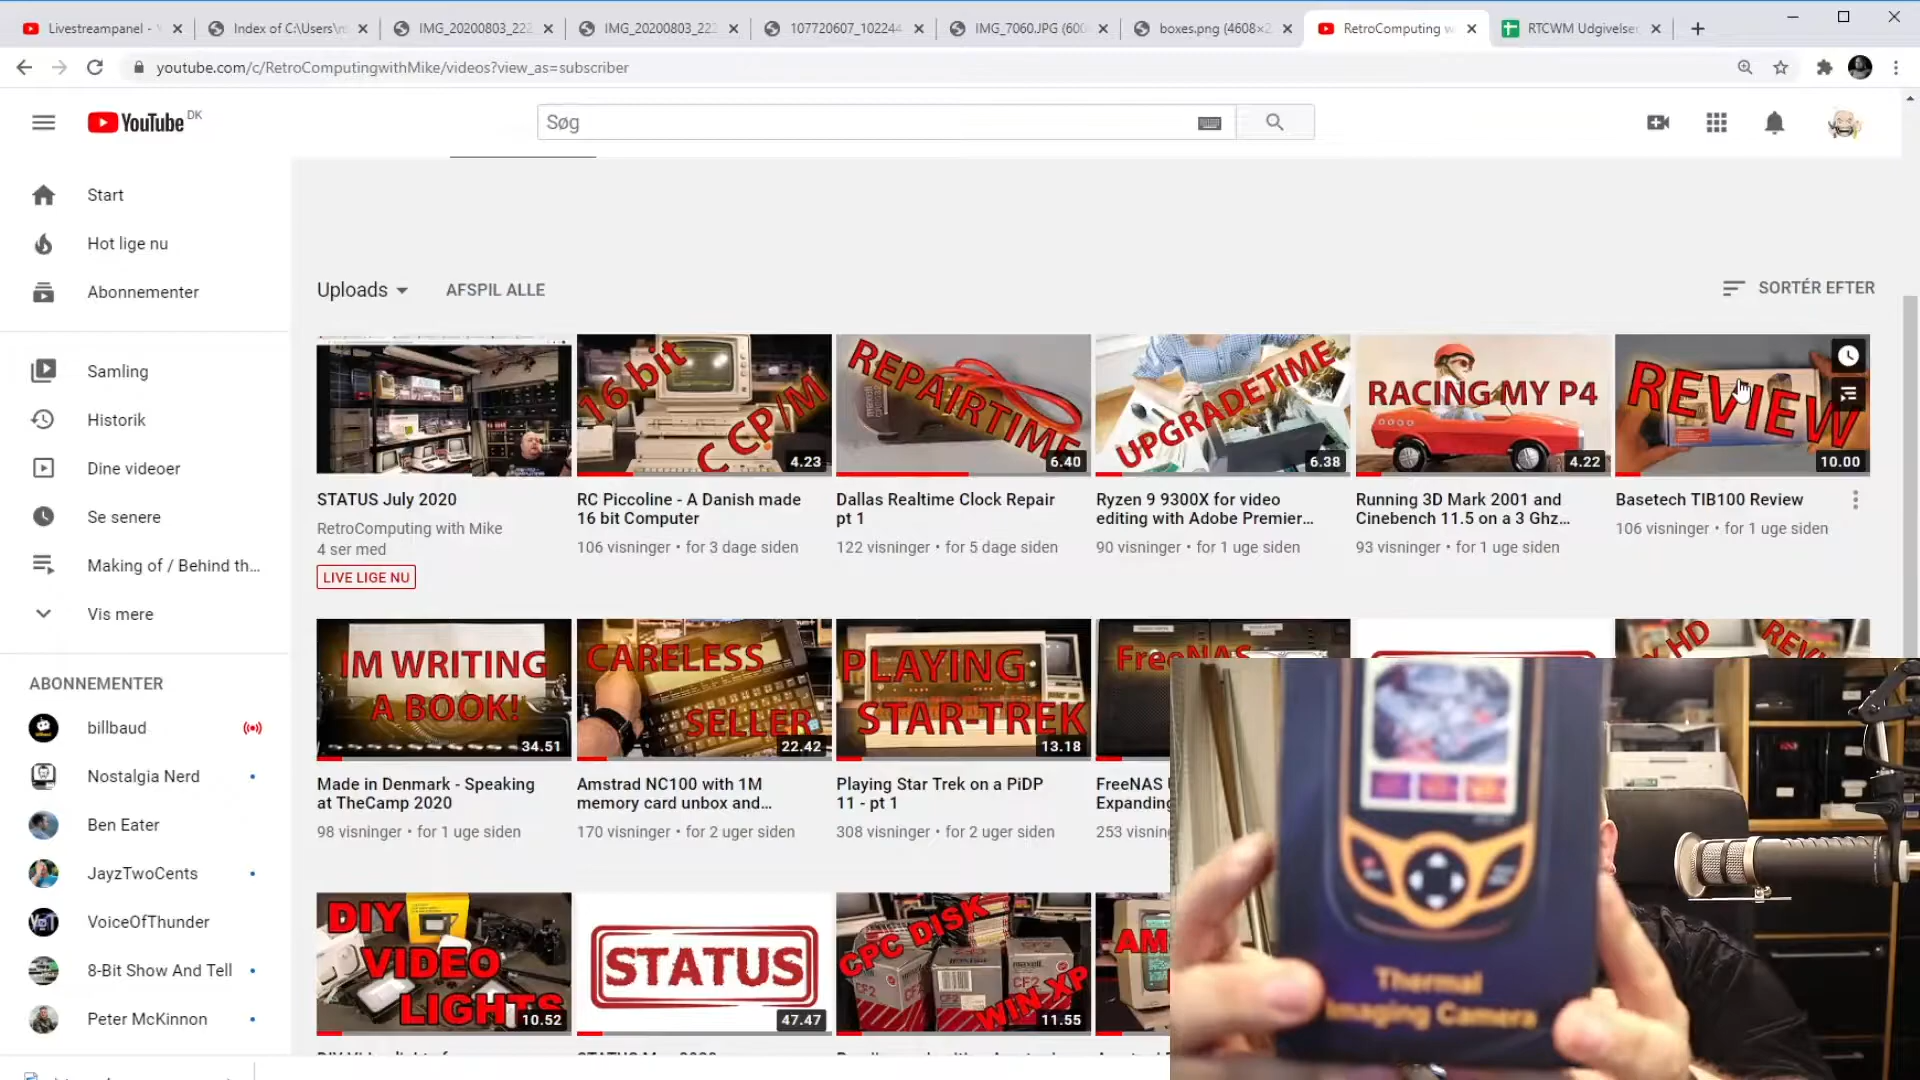 Livestreampanel -
Index of C:\Users\
IMG_20200803_222
IMG_20200803_223
107720607_102244
IMG_7060.JPG (600
boxes.png (4608×2
RetroComputing w
RTCWM Udgivelser
youtube.com/c/RetroComputingwithMike/videos?view_as=subscriber
YouTube DK
Søg
Start
Hot lige nu
Abonnementer
Samling
Historik
Dine videoer
Se senere
Making of / Behind th...
Vis mere
ABONNEMENTER
billbaud
Nostalgia Nerd
Ben Eater
JayzTwoCents
VoiceOfThunder
8-Bit Show And Tell
Peter McKinnon
Uploads
AFSPIL ALLE
SORTÉR EFTER
STATUS July 2020
RetroComputing with Mike
4 ser med
LIVE LIGE NU
16 bit
C CP/M
4.23
RC Piccoline - A Danish made
16 bit Computer
106 visninger • for 3 dage siden
REPAIRTIME
6.40
Dallas Realtime Clock Repair
pt 1
122 visninger • for 5 dage siden
UPGRADETIME
6.38
Ryzen 9 9300X for video
editing with Adobe Premier...
90 visninger • for 1 uge siden
RACING MY P4
4.22
Running 3D Mark 2001 and
Cinebench 11.5 on a 3 Ghz...
93 visninger • for 1 uge siden
REVIEW
10.00
Basetech TIB100 Review
106 visninger • for 1 uge siden
IM WRITING
A BOOK!
34.51
Made in Denmark - Speaking
at TheCamp 2020
98 visninger • for 1 uge siden
CARELESS
SELLER
22.42
Amstrad NC100 with 1M
memory card unbox and...
170 visninger • for 2 uger siden
PLAYING
STAR-TREK
13.18
Playing Star Trek on a PiDP
11 - pt 1
308 visninger • for 2 uger siden
FreeNAS
FreeNAS
Expanding
253 visnin
HD
REVI
DIY
VIDEO
LIGHTS
10.52
STATUS
47.47
CPC DISK
WIN XP
11.55
AM
Thermal
Imaging Camera